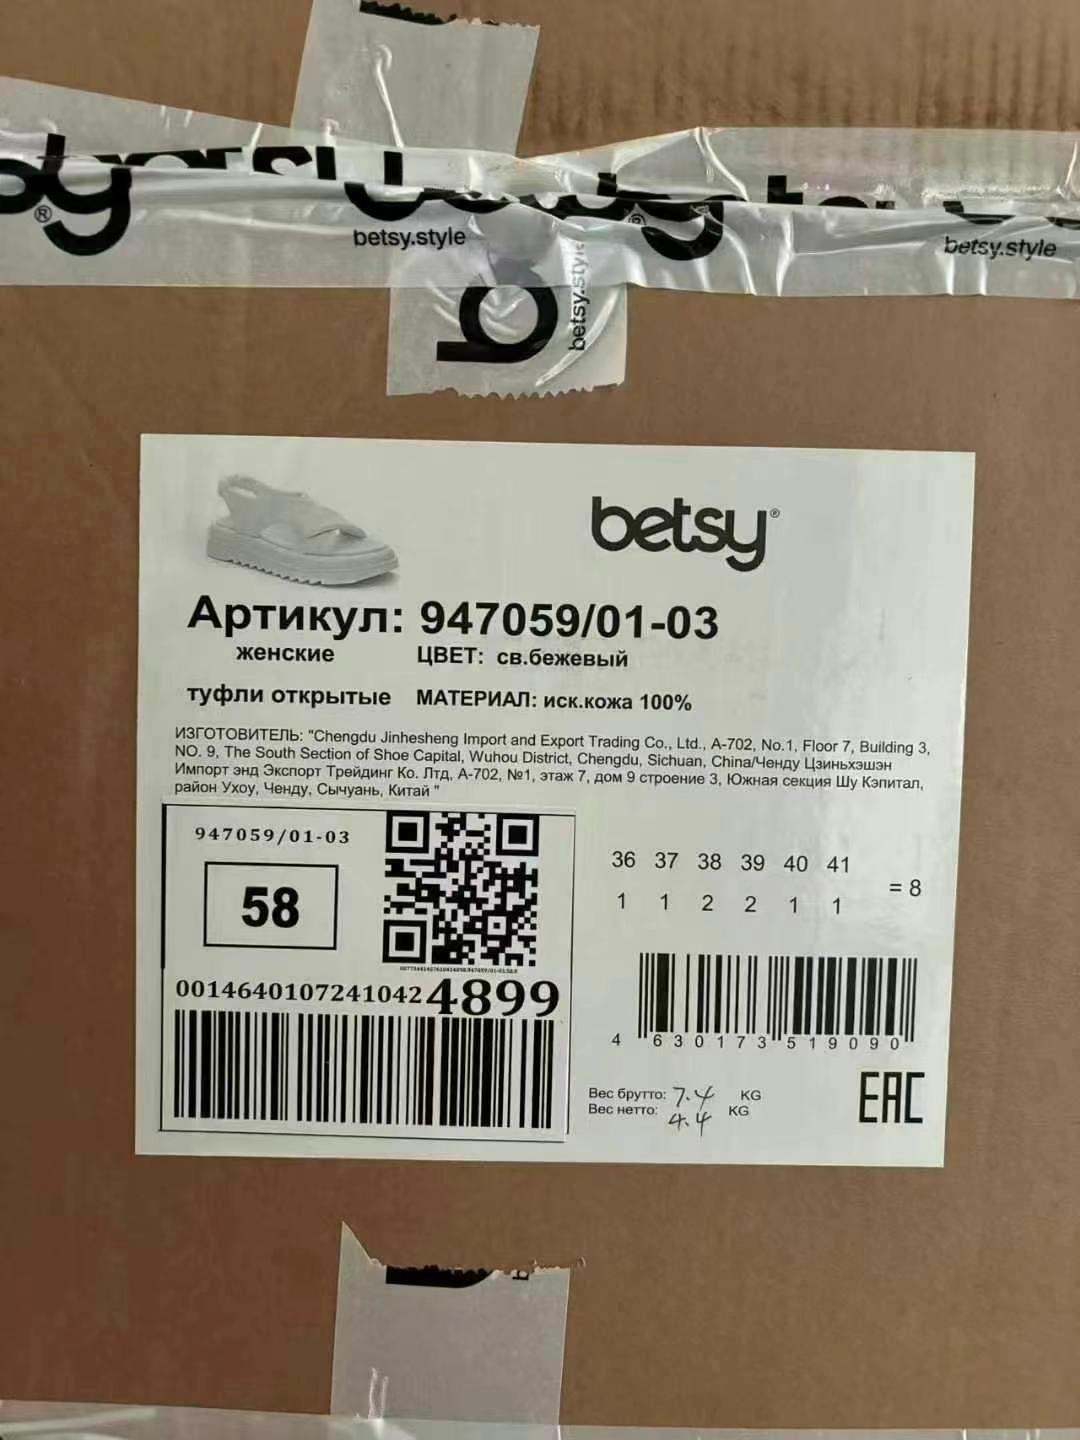 betsy.style
betsy.style
betsy.style
betsy®
Артикул: 947059/01-03
женские ЦВЕТ: св.бежевый
туфли открытые МАТЕРИАЛ: иск.кожа 100%
ИЗГОТОВИТЕЛЬ: "Chengdu Jinhesheng Import and Export Trading Co., Ltd., A-702, No.1, Floor 7, Building 3,
NO. 9, The South Section of Shoe Capital, Wuhou District, Chengdu, Sichuan, China/Ченду Цзиньхэшэн
Импорт энд Экспорт Трейдинг Ко. Лтд, А-702, №1, этаж 7, дом 9 строение 3, Южная секция Шу Кэпитал,
район Ухоу, Ченду, Сычуань, Китай "
947059/01-03
58
00146401072410424899
36 37 38 39 40 41
1 1 2 2 1 1 = 8
4 630173 519090
Вес брутто: 7.4 KG
Вес нетто: 4.4 KG
EAC